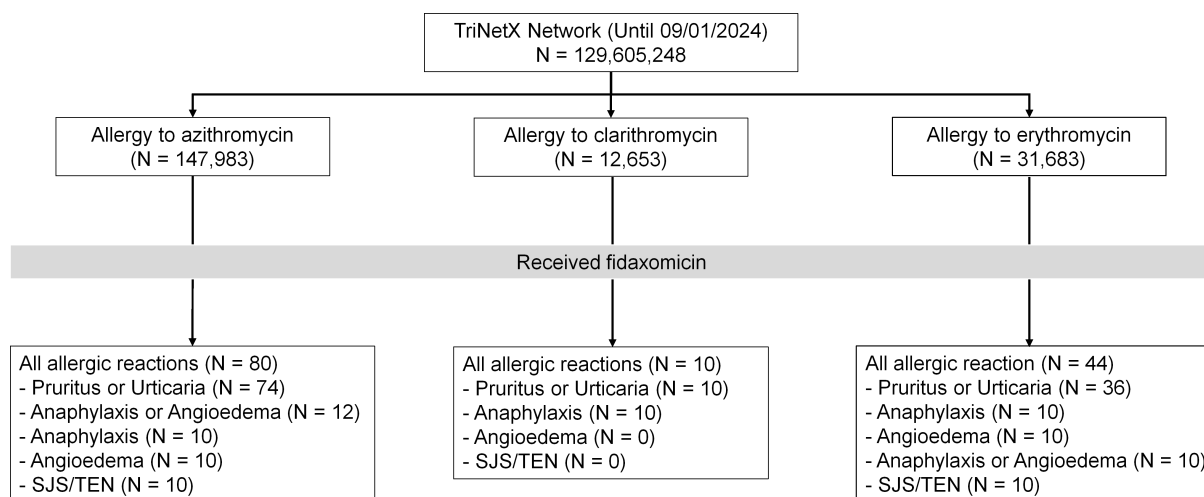 TriNetX Network (Until 09/01/2024)
N = 129,605,248
Allergy to azithromycin
(N = 147,983)
Allergy to clarithromycin
(N = 12,653)
Allergy to erythromycin
(N = 31,683)
Received fidaxomicin
All allergic reactions (N = 80)
- Pruritus or Urticaria (N = 74)
- Anaphylaxis or Angioedema (N = 12)
- Anaphylaxis (N = 10)
- Angioedema (N = 10)
- SJS/TEN (N = 10)
All allergic reactions (N = 10)
- Pruritus or Urticaria (N = 10)
- Anaphylaxis (N = 10)
- Angioedema (N = 0)
- SJS/TEN (N = 0)
All allergic reaction (N = 44)
- Pruritus or Urticaria (N = 36)
- Anaphylaxis (N = 10)
- Angioedema (N = 10)
- Anaphylaxis or Angioedema (N = 10)
- SJS/TEN (N = 10)